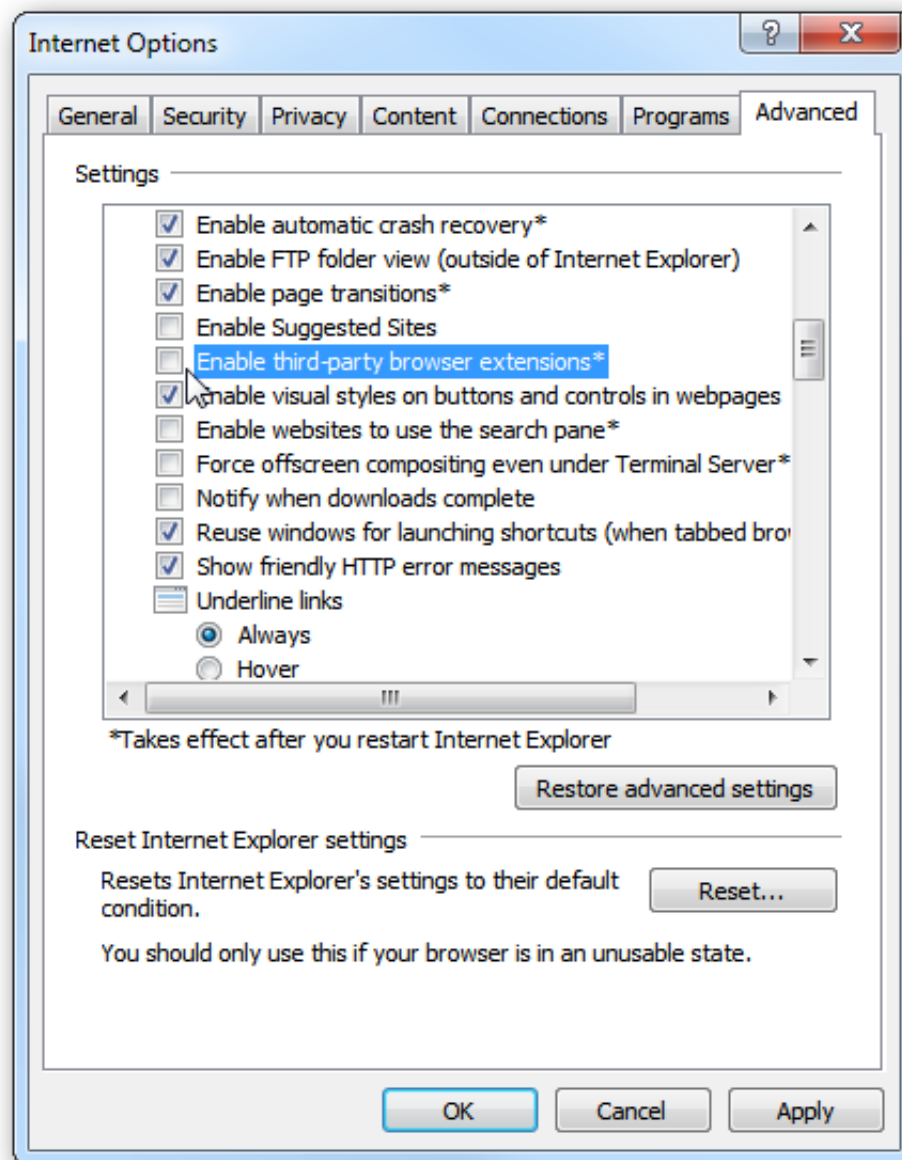 Internet Options
General Security Privacy Content Connections Programs Advanced
Settings
Enable automatic crash recovery*
Enable FTP folder view (outside of Internet Explorer)
Enable page transitions*
Enable Suggested Sites
Enable third-party browser extensions*
Enable visual styles on buttons and controls in webpages
Enable websites to use the search pane*
Force offscreen compositing even under Terminal Server*
Notify when downloads complete
Reuse windows for launching shortcuts (when tabbed bro
Show friendly HTTP error messages
Underline links
Always
Hover
*Takes effect after you restart Internet Explorer
Restore advanced settings
Reset Internet Explorer settings
Resets Internet Explorer's settings to their default
condition.
Reset...
You should only use this if your browser is in an unusable state.
OK Cancel Apply